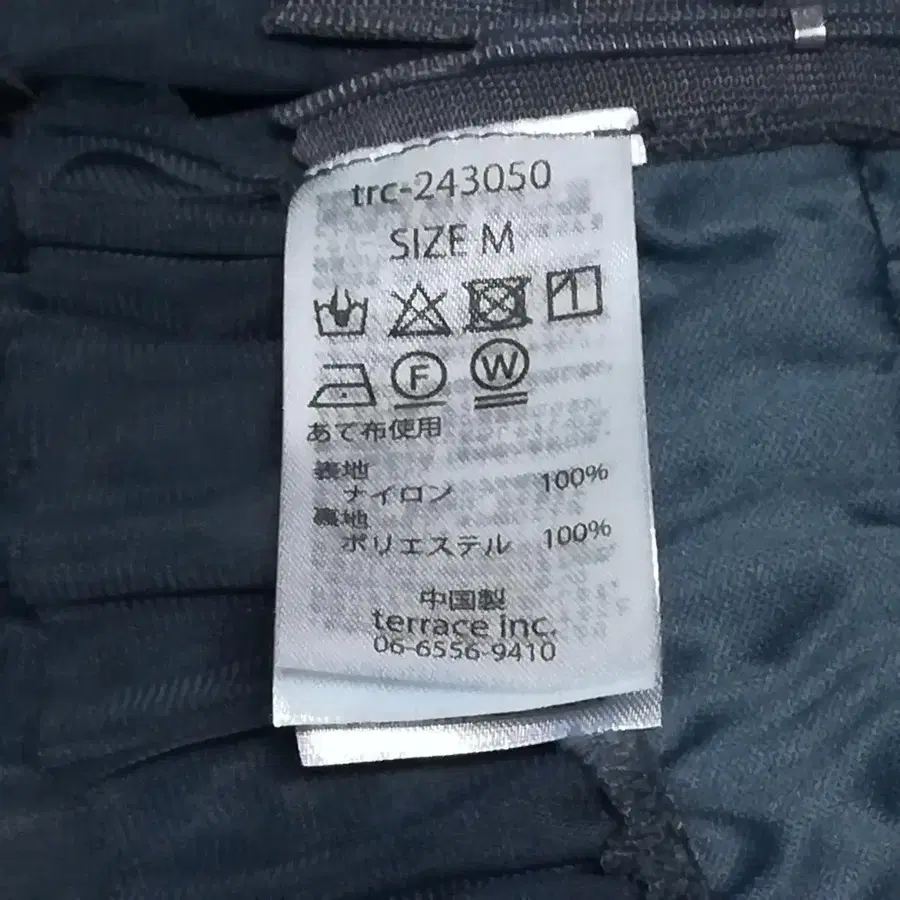 trc-243050
SIZE M
F W
あて布使用
表地
ナイロン 100%
裏地
ポリエステル 100%
中国製
terrace inc.
06-6556-9410